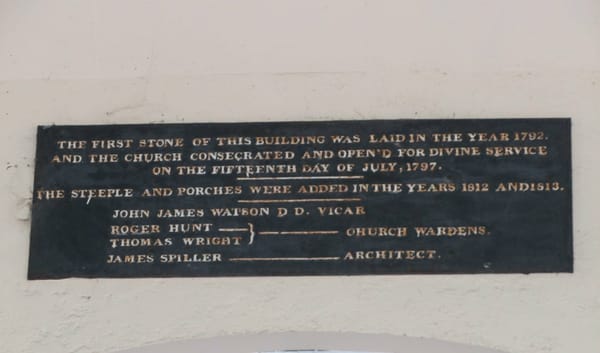 THE FIRST STONE OF THIS BUILDING WAS LAID IN THE YEAR 1792.
AND THE CHURCH CONSECRATED AND OPEN'D FOR DIVINE SERVICE
ON THE FIFTEENTH DAY OF JULY, 1797.
THE STEEPLE AND PORCHES WERE ADDED IN THE YEARS 1812 AND 1813.
JOHN JAMES WATSON D D. VICAR
ROGER HUNT
THOMAS WRIGHT } CHURCH WARDENS.
JAMES SPILLER ARCHITECT.